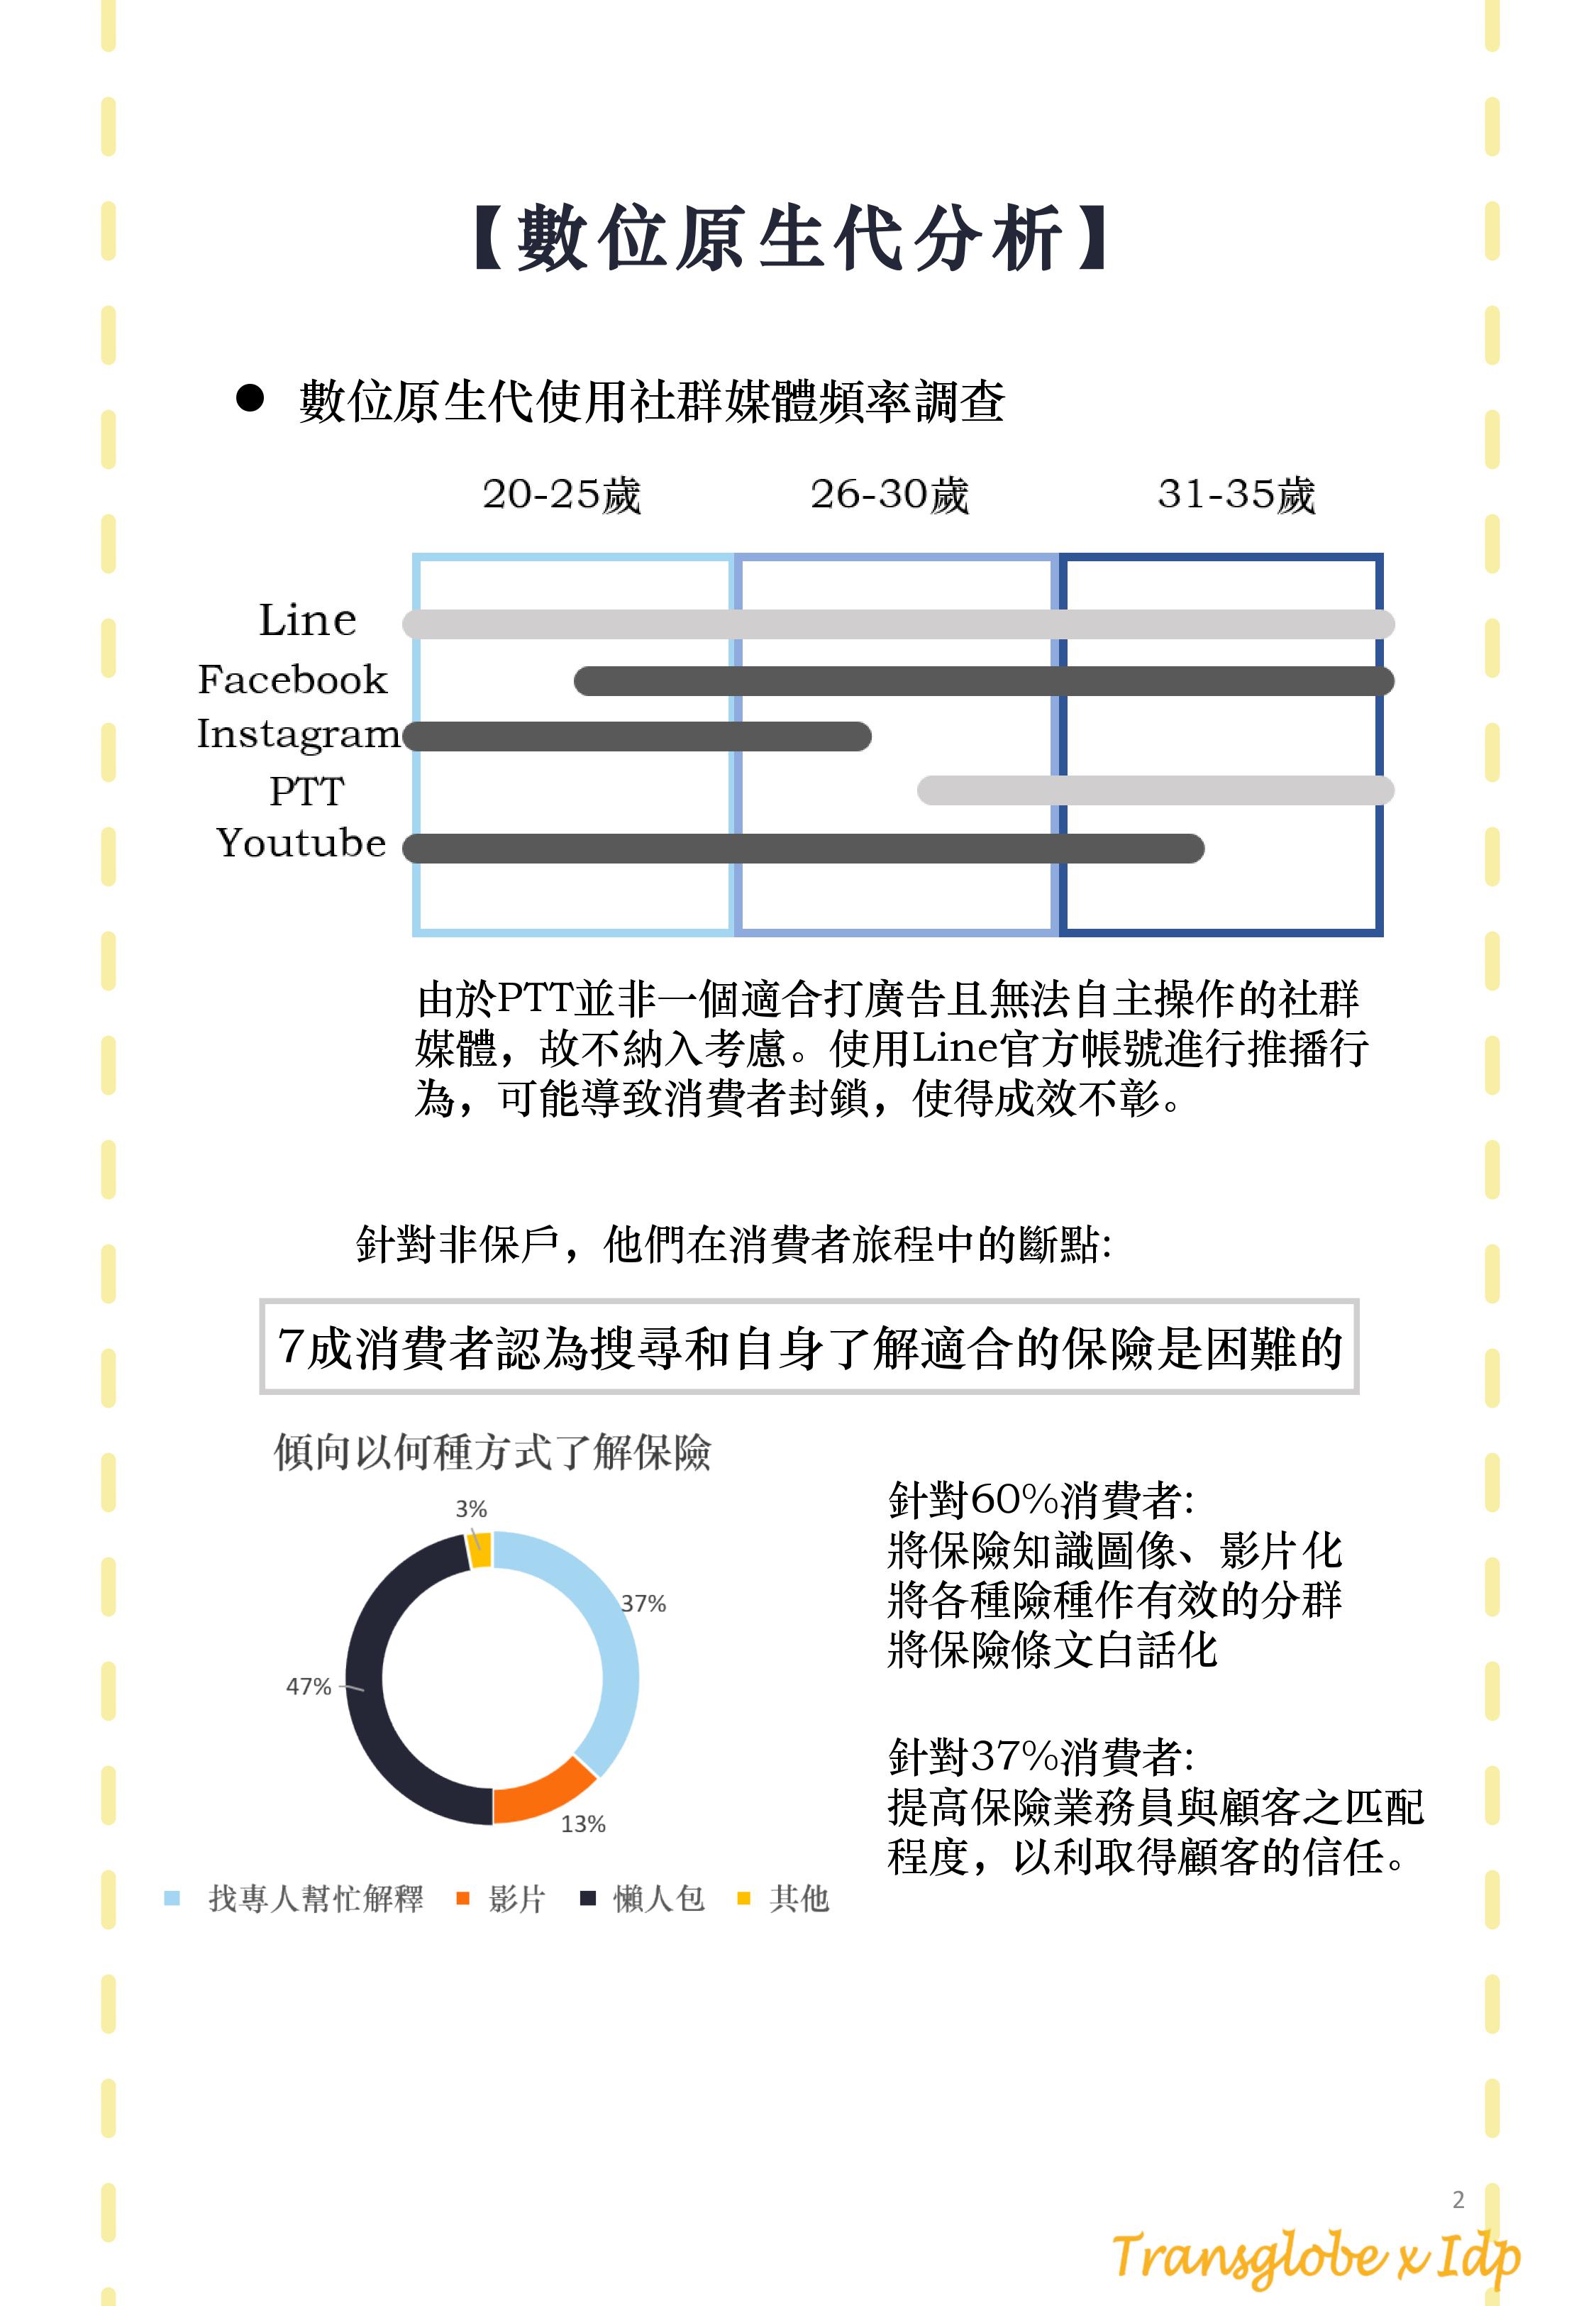 【數位原生代分析】
● 數位原生代使用社群媒體頻率調查
20-25歲 26-30歲 31-35歲
Line
Facebook
Instagram
PTT
Youtube
由於PTT並非一個適合打廣告且無法自主操作的社群
媒體，故不納入考慮。使用Line官方帳號進行推播行
為，可能導致消費者封鎖，使得成效不彰。
針對非保戶，他們在消費者旅程中的斷點:
7成消費者認為搜尋和自身了解適合的保險是困難的
傾向以何種方式了解保險
3%
37%
47%
13%
找專人幫忙解釋 影片 懶人包 其他
針對60%消費者:
將保險知識圖像、影片化
將各種險種作有效的分群
將保險條文白話化
針對37%消費者:
提高保險業務員與顧客之匹配
程度，以利取得顧客的信任。
2
Transglobe x Idp